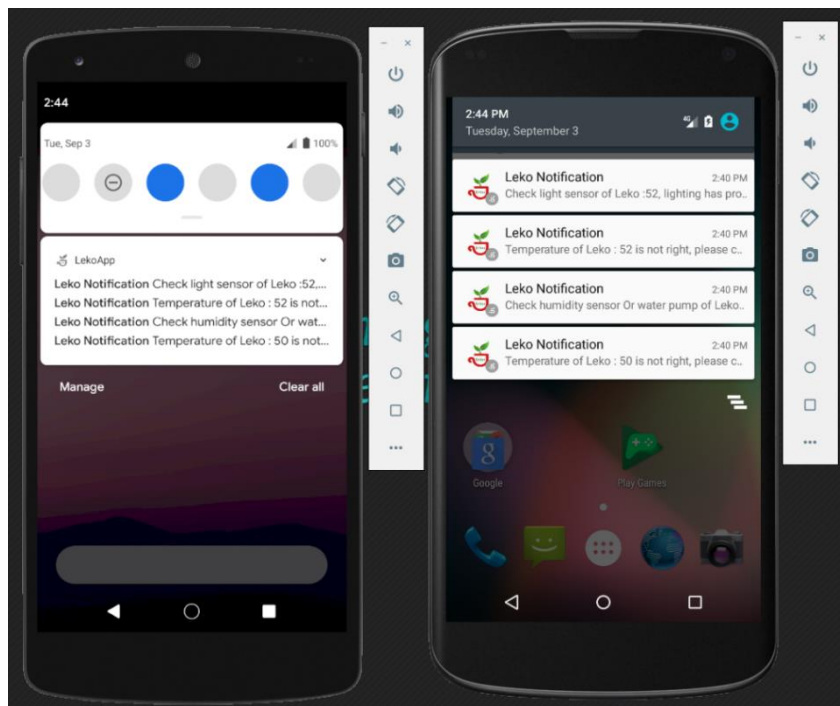 2:44
Tue, Sep 3
100%
LekoApp
Leko Notification Check light sensor of Leko :52,...
Leko Notification Temperature of Leko : 52 is not...
Leko Notification Check humidity sensor Or wat...
Leko Notification Temperature of Leko : 50 is not...
Manage
Clear all
2:44 PM
Tuesday, September 3
4G
Leko Notification 2:40 PM
Check light sensor of Leko :52, lighting has pro..
Leko Notification 2:40 PM
Temperature of Leko : 52 is not right, please c..
Leko Notification 2:40 PM
Check humidity sensor Or water pump of Leko..
Leko Notification 2:40 PM
Temperature of Leko : 50 is not right, please c..
8
Google
Play Games